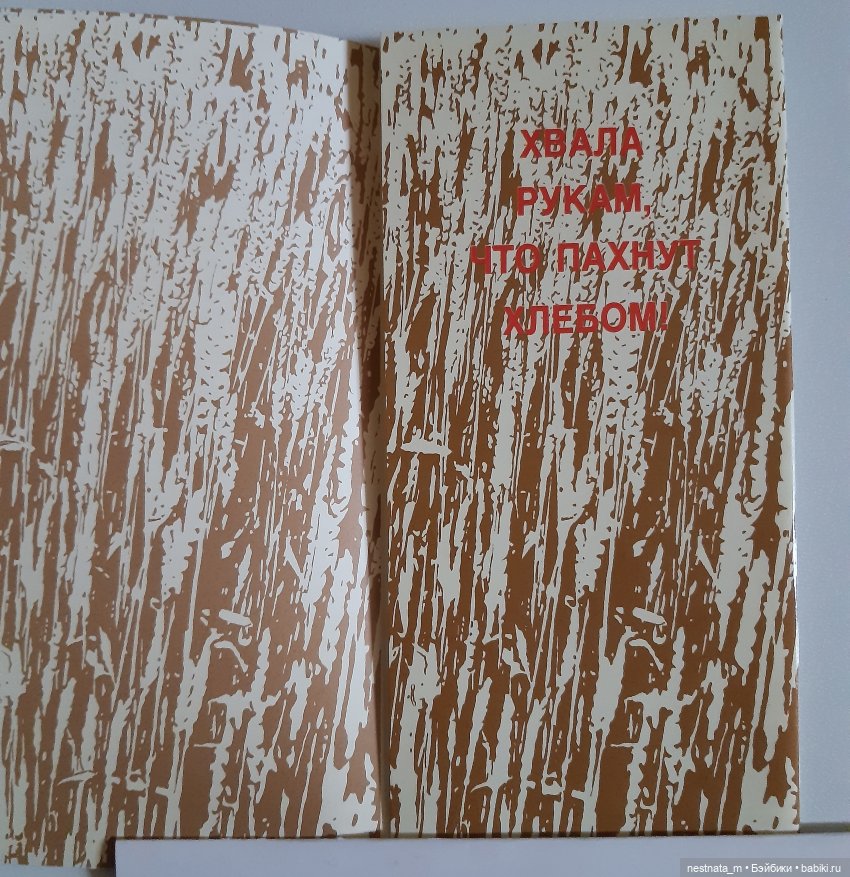 ХВАЛА
РУКАМ,
ЧТО ПАХНУТ
ХЛЕБОМ!
nestnata_m • Бэйбики • babiki.ru